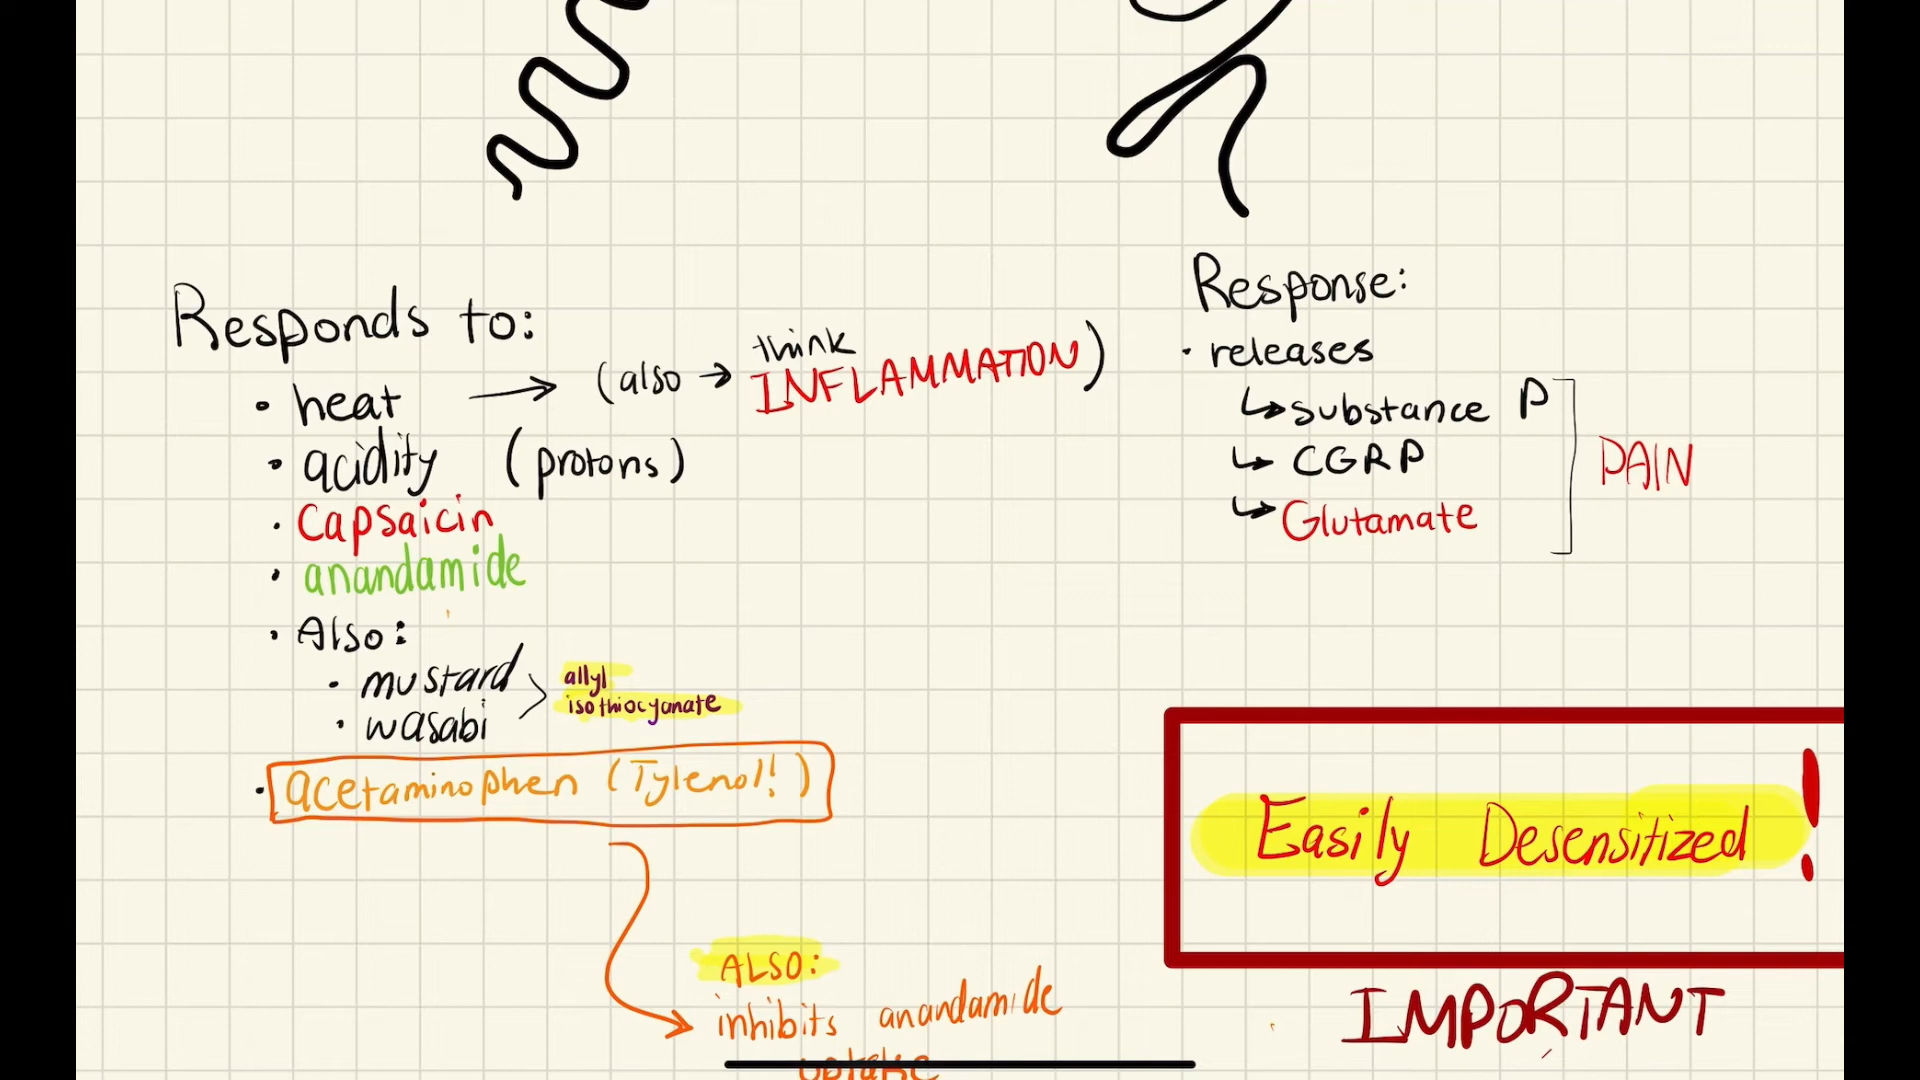 Responds to:
• heat → (also → think INFLAMMATION)
• acidity (protons)
• Capsaicin
• anandamide
• Also:
• mustard
• wasabi
allyl
isothiocyanate
• acetaminophen (Tylenol!)
ALSO:
inhibits anandamide
uptake
Response:
• releases
↳ substance P
↳ CGRP
↳ Glutamate
PAIN
Easily Desensitized!
IMPORTANT